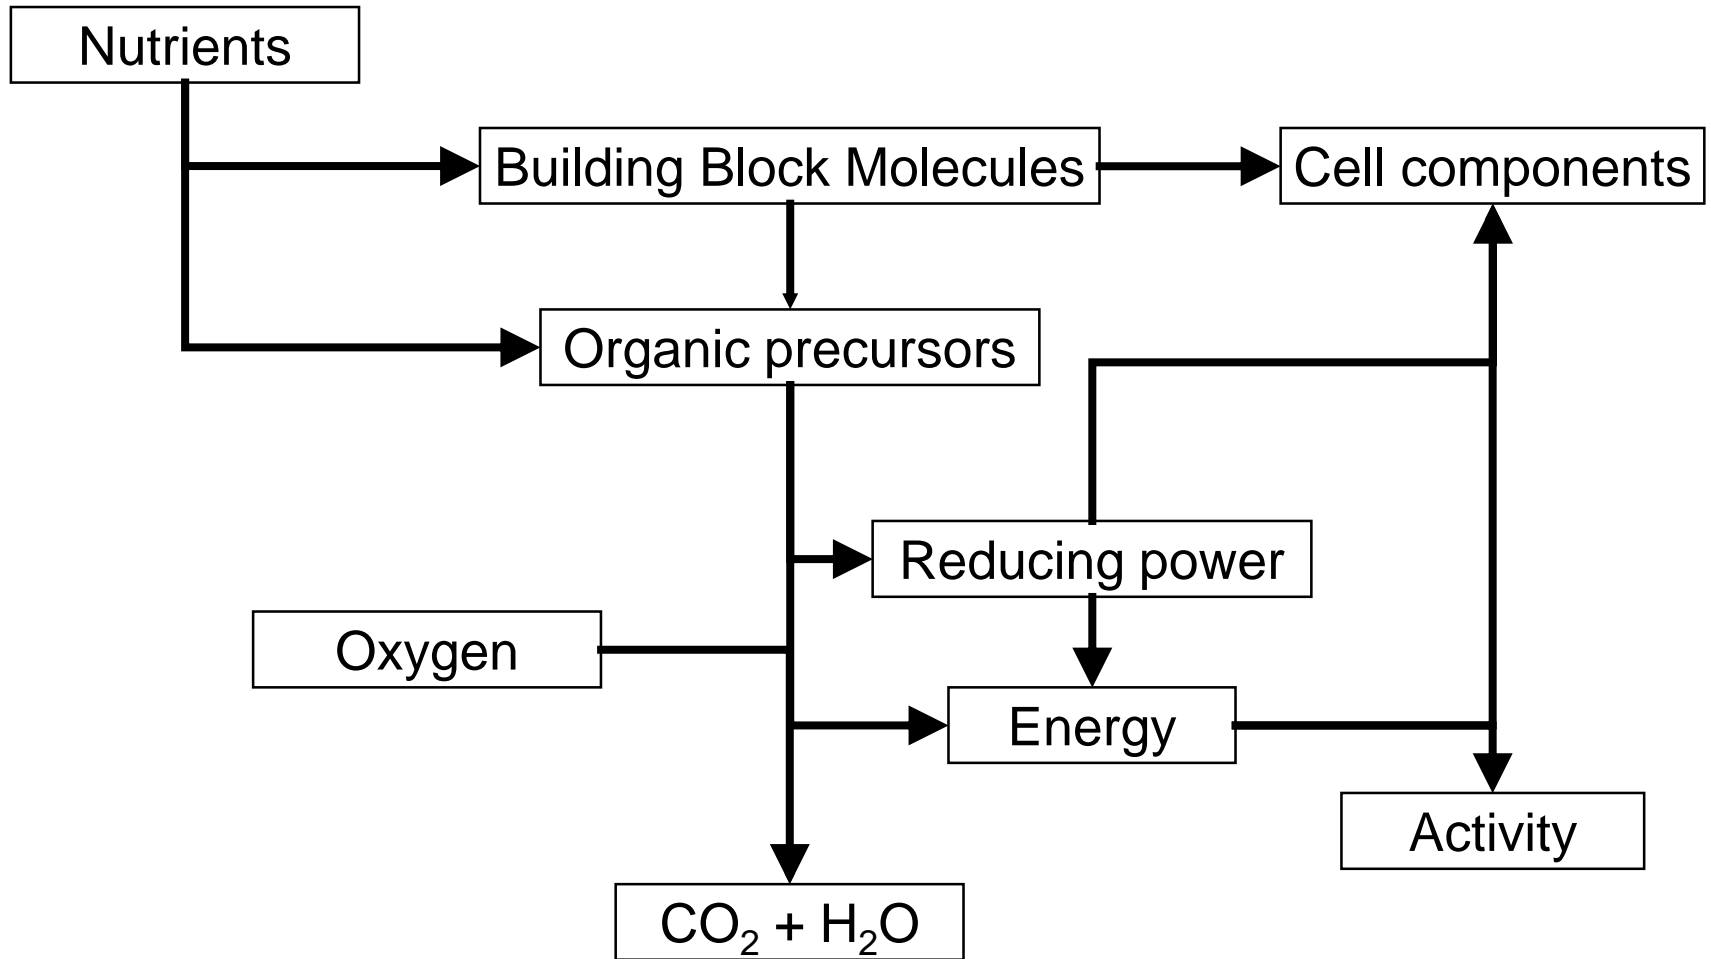 Nutrients
Building Block Molecules
Cell components
Organic precursors
Reducing power
Oxygen
Energy
Activity
CO₂ + H₂O